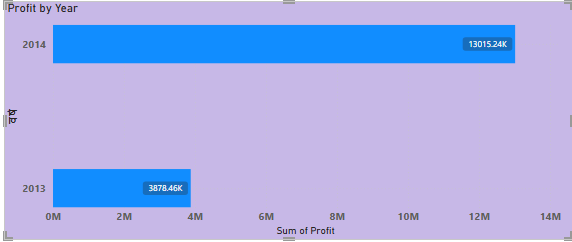 Profit by Year
2014
13015.24K
वर्ष
2013
3878.46K
0M 2M 4M 6M 8M 10M 12M 14M
Sum of Profit